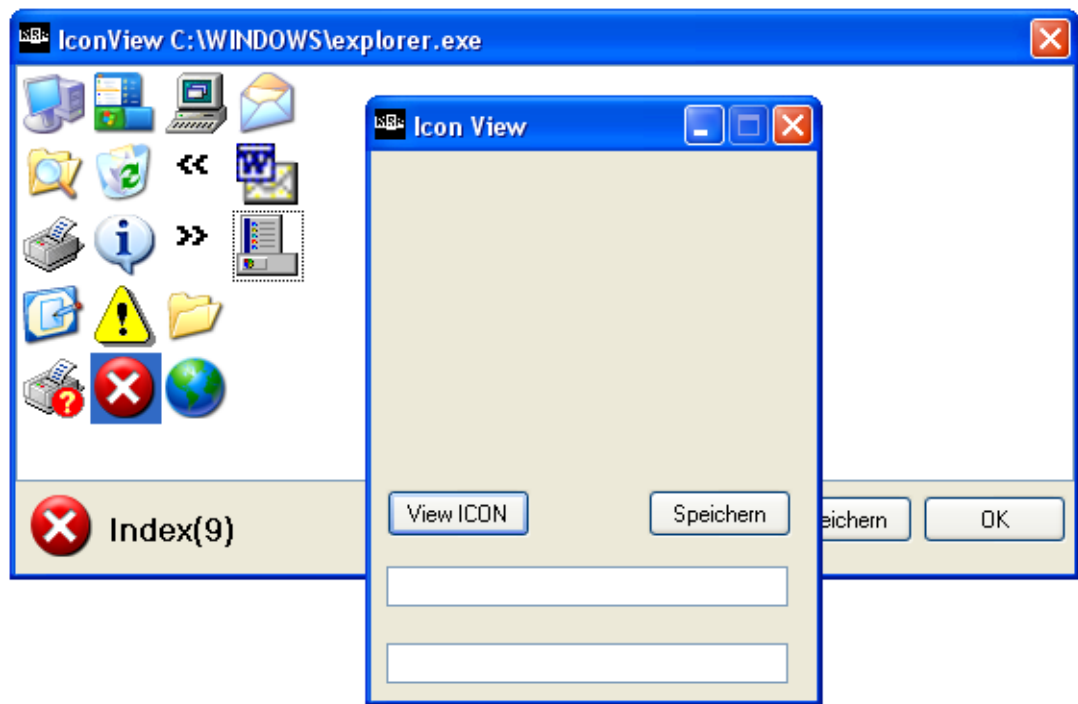 IconView C:\WINDOWS\explorer.exe
Icon View
<<
W
>>
View ICON
Speichern
eichern
OK
Index(9)